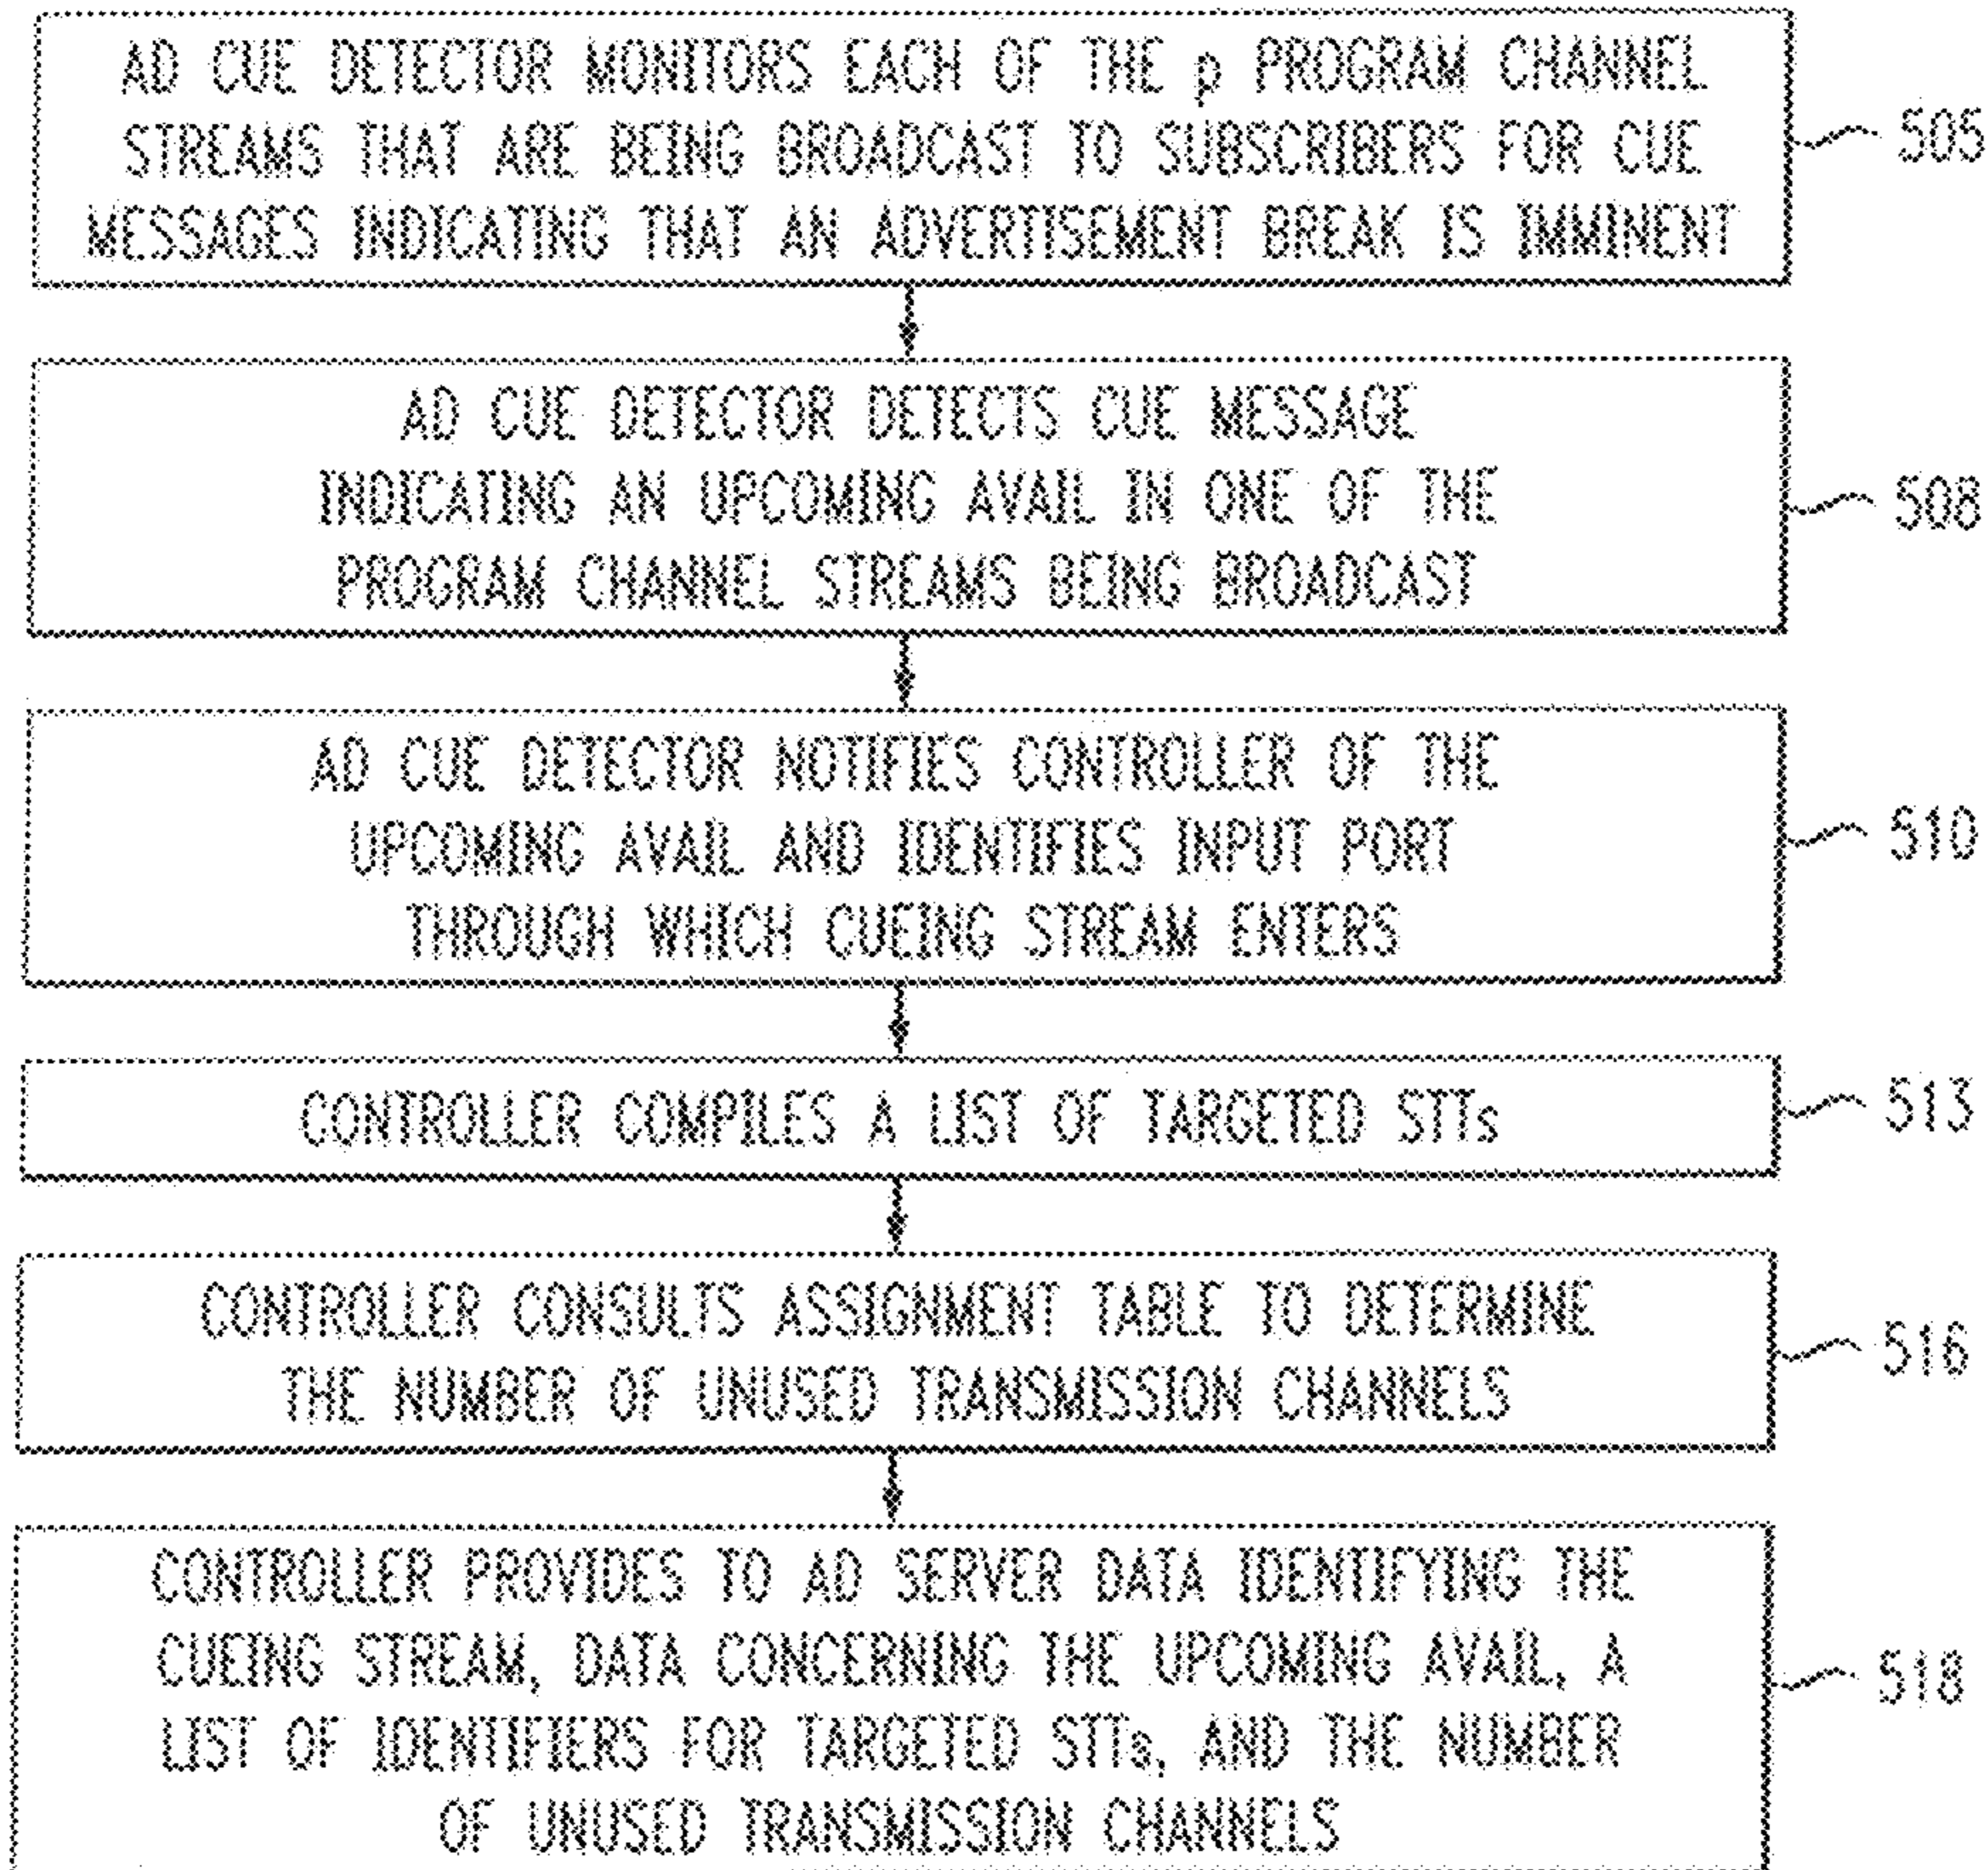 AD CUE DETECTOR MONITORS EACH OF THE p PROGRAM CHANNEL
STREAMS THAT ARE BEING BROADCAST TO SUBSCRIBERS FOR CUE
MESSAGES INDICATING THAT AN ADVERTISEMENT BREAK IS IMMINENT
505
AD CUE DETECTOR DETECTS CUE MESSAGE
INDICATING AN UPCOMING AVAIL IN ONE OF THE
PROGRAM CHANNEL STREAMS BEING BROADCAST
508
AD CUE DETECTOR NOTIFIES CONTROLLER OF THE
UPCOMING AVAIL AND IDENTIFIES INPUT PORT
THROUGH WHICH CUEING STREAM ENTERS
510
CONTROLLER COMPILES A LIST OF TARGETED STTs
513
CONTROLLER CONSULTS ASSIGNMENT TABLE TO DETERMINE
THE NUMBER OF UNUSED TRANSMISSION CHANNELS
516
CONTROLLER PROVIDES TO AD SERVER DATA IDENTIFYING THE
CUEING STREAM, DATA CONCERNING THE UPCOMING AVAIL, A
LIST OF IDENTIFIERS FOR TARGETED STTs, AND THE NUMBER
OF UNUSED TRANSMISSION CHANNELS
518